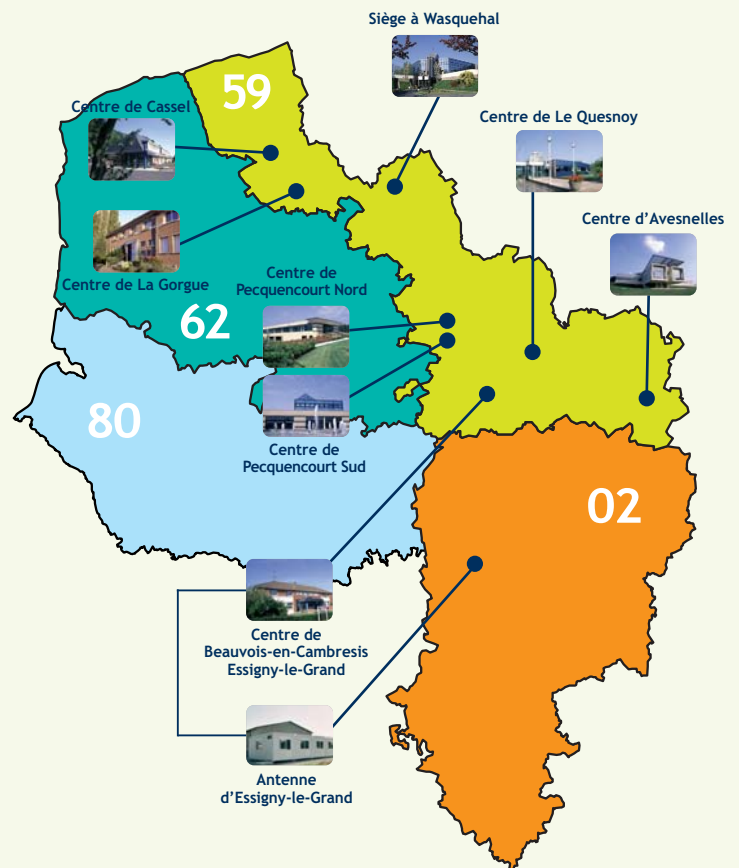 Siège à Wasquehal
59
Centre de Cassel
Centre de Le Quesnoy
Centre d'Avesnelles
Centre de La Gorgue
Centre de
Pecquencourt Nord
62
80
Centre de
Pecquencourt Sud
02
Centre de
Beauvois-en-Cambresis
Essigny-le-Grand
Antenne
d'Essigny-le-Grand